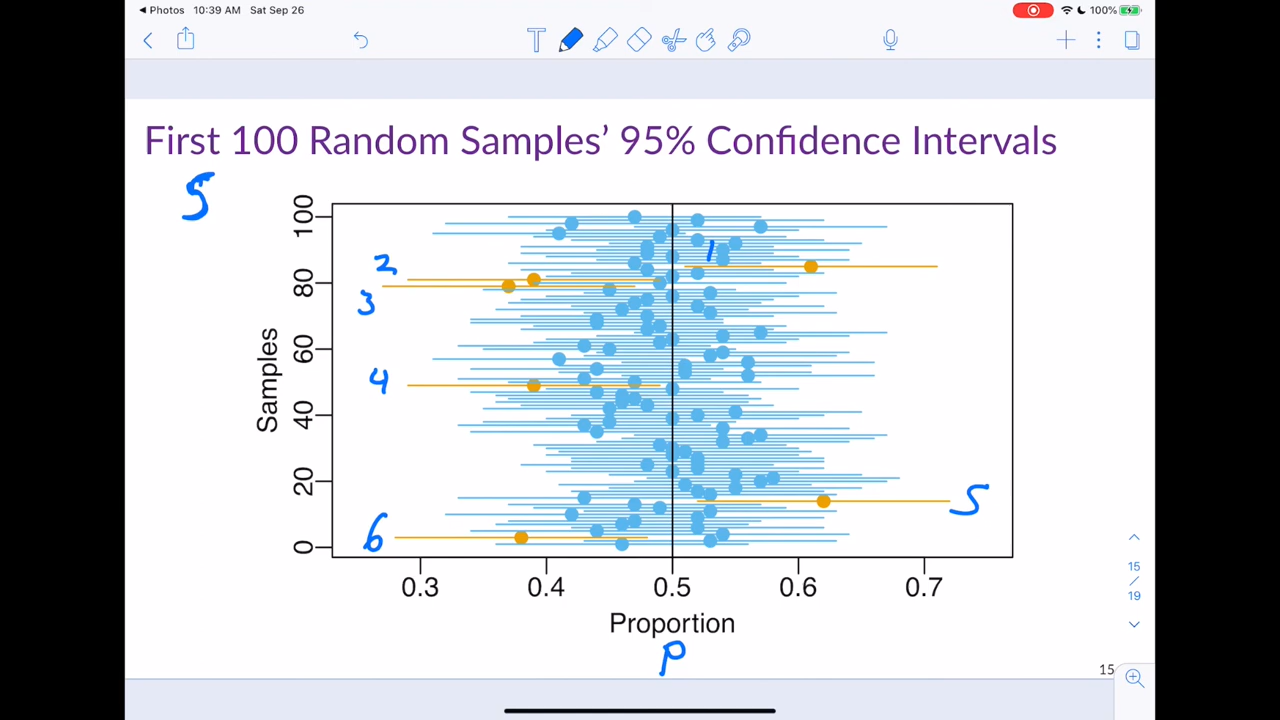 Photos 10:39 AM Sat Sep 26 100%
T
First 100 Random Samples' 95% Confidence Intervals
5
100
1
2
80
3
60
4
40
20
5
6
0
Samples
0.3 0.4 0.5 0.6 0.7
Proportion
p
15
/
19
15